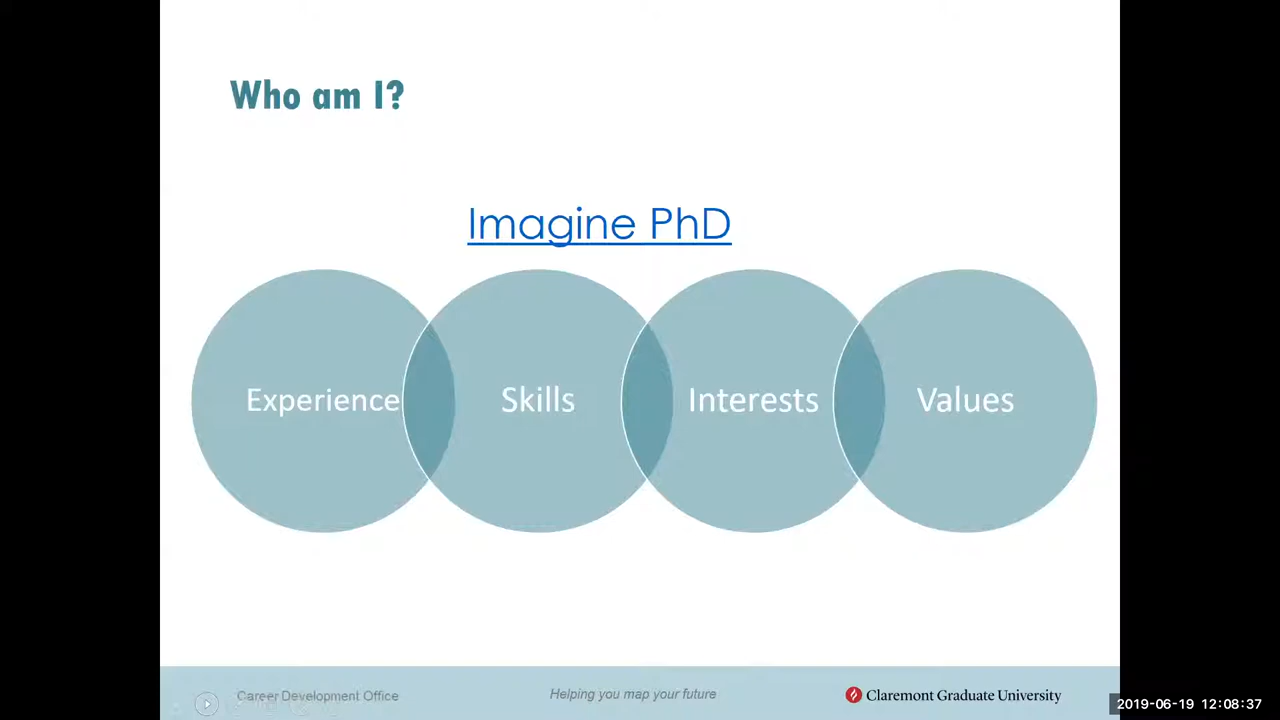 Who am I?
Imagine PhD
Experience Skills Interests Values
Career Development Office Helping you map your future Claremont Graduate University
2019-06-19 12:08:37